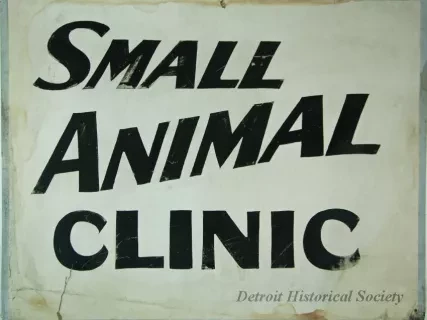 SMALL
ANIMAL
CLINIC
Detroit Historical Society